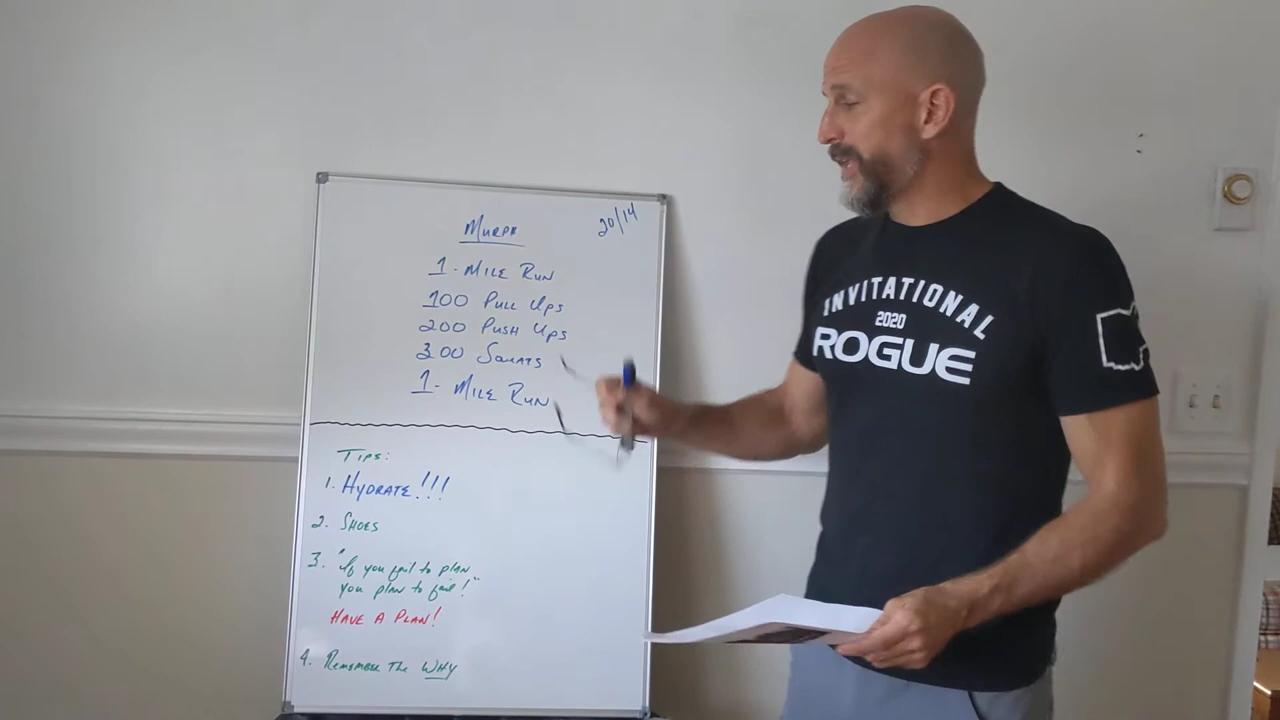 MURPH
20/14
1-MILE RUN
100 PULL UPS
200 PUSH UPS
300 SQUATS
1-MILE RUN
TIPS:
1. HYDRATE!!!
2. SHOES
3. "If you fail to plan
you plan to fail!"
HAVE A PLAN!
4. REMEMBER THE WHY
INVITATIONAL
2020
ROGUE